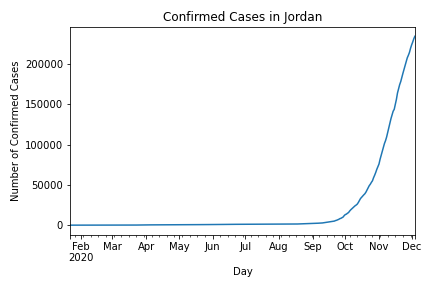 Confirmed Cases in Jordan
Number of Confirmed Cases
200000
150000
100000
50000
0
Feb Mar Apr May Jun Jul Aug Sep Oct Nov Dec
2020
Day